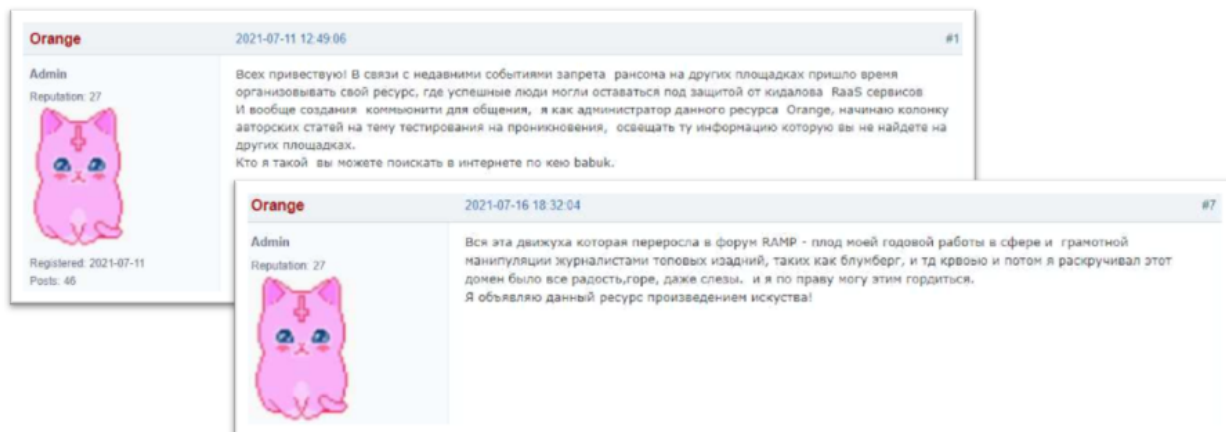 Orange 2021-07-11 12:49:06 #1
Admin
Reputation: 27
Registered: 2021-07-11
Posts: 46
Всех приветствую! В связи с недавними событиями запрета рансома на других площадках пришло время
организовывать свой ресурс, где успешные люди могли оставаться под защитой от кидалова RaaS сервисов
И вообще создания коммьюнити для общения, я как администратор данного ресурса Orange, начинаю колонку
авторских статей на тему тестирования на проникновения, освещать ту информацию которую вы не найдете на
других площадках.
Кто я такой вы можете поискать в интернете по кею babuk.
Orange 2021-07-16 18:32:04 #7
Admin
Reputation: 27
Вся эта движуха которая переросла в форум RAMP - плод моей годовой работы в сфере и грамотной
манипуляции журналистами топовых изадний, таких как блумберг, и тд крвоью и потом я раскручивал этот
домен было все радость,горе, даже слезы. и я по праву могу этим гордиться.
Я объявляю данный ресурс произведением искуства!